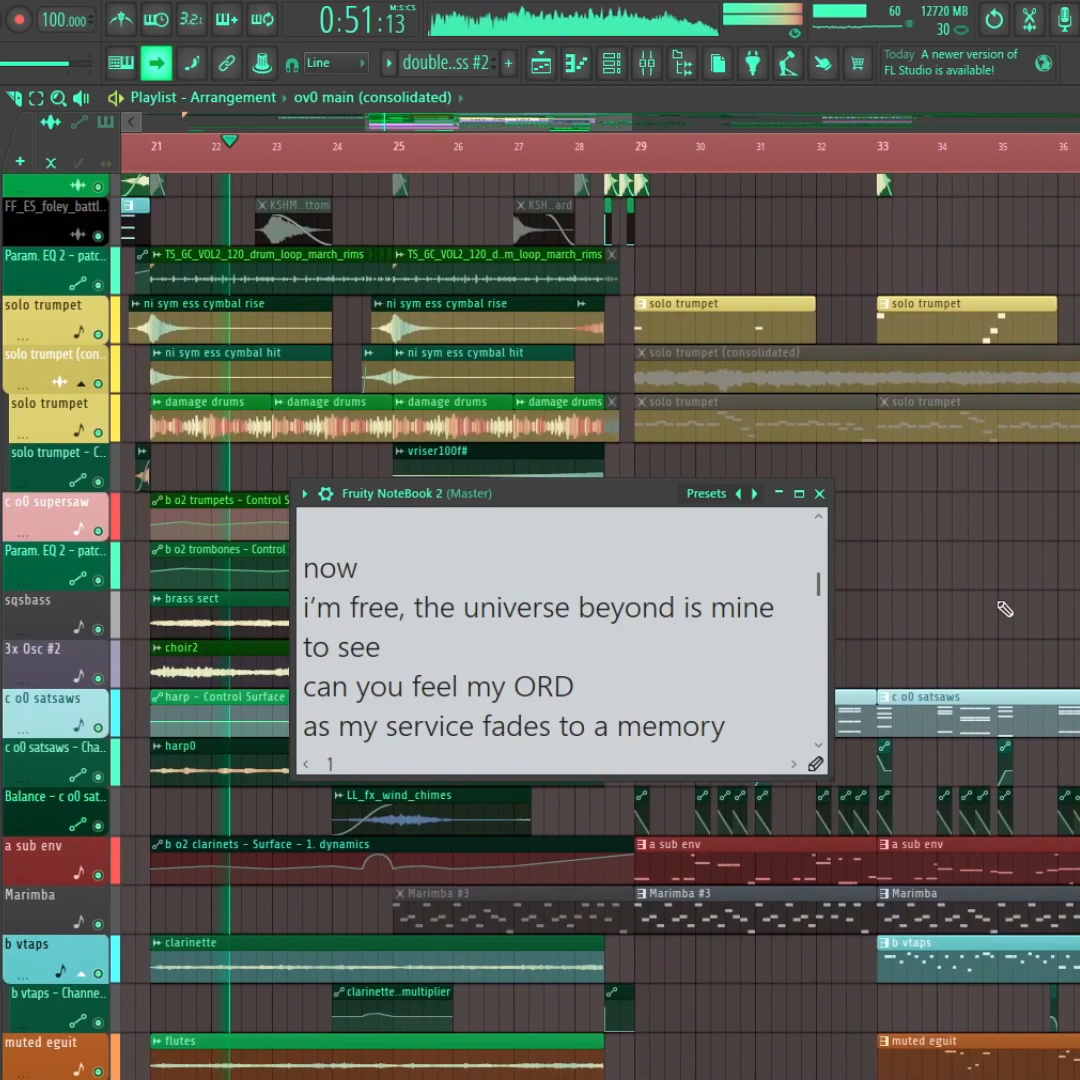 100.000
3.2.
0:51:13
M:S:CS
60
12720 MB
30
Line
double..ss #2
Today A newer version of
FL Studio is available!
Playlist - Arrangement ov0 main (consolidated)
21 22 23 24 25 26 27 28 29 30 31 32 33 34 35 36
FF_ES_foley_battl..
KSHM..ttom
KSH..ard
Param. EQ 2 - patc..
TS_GC_VOL2_120_drum_loop_march_rims
TS_GC_VOL2_120_d..m_loop_march_rims
solo trumpet
ni sym ess cymbal rise
ni sym ess cymbal rise
solo trumpet
solo trumpet
solo trumpet (con..
ni sym ess cymbal hit
ni sym ess cymbal hit
solo trumpet (consolidated)
solo trumpet
damage drums
damage drums
damage drums
damage drums
solo trumpet
solo trumpet
solo trumpet - C..
vriser100f#
c o0 supersaw
b o2 trumpets - Control S
Param. EQ 2 - patc..
b o2 trombones - Control
sqsbass
brass sect
3x Osc #2
choir2
c o0 satsaws
harp - Control Surface
c o0 satsaws
c o0 satsaws - Cha..
harp0
Fruity NoteBook 2 (Master)
Presets
now
i'm free, the universe beyond is mine
to see
can you feel my ORD
as my service fades to a memory
1
Balance - c o0 sat..
LL_fx_wind_chimes
a sub env
b o2 clarinets - Surface - 1. dynamics
a sub env
a sub env
Marimba
Marimba #3
Marimba #3
Marimba
b vtaps
clarinette
b vtaps
b vtaps - Channe..
clarinette..multiplier
muted eguit
flutes
muted eguit